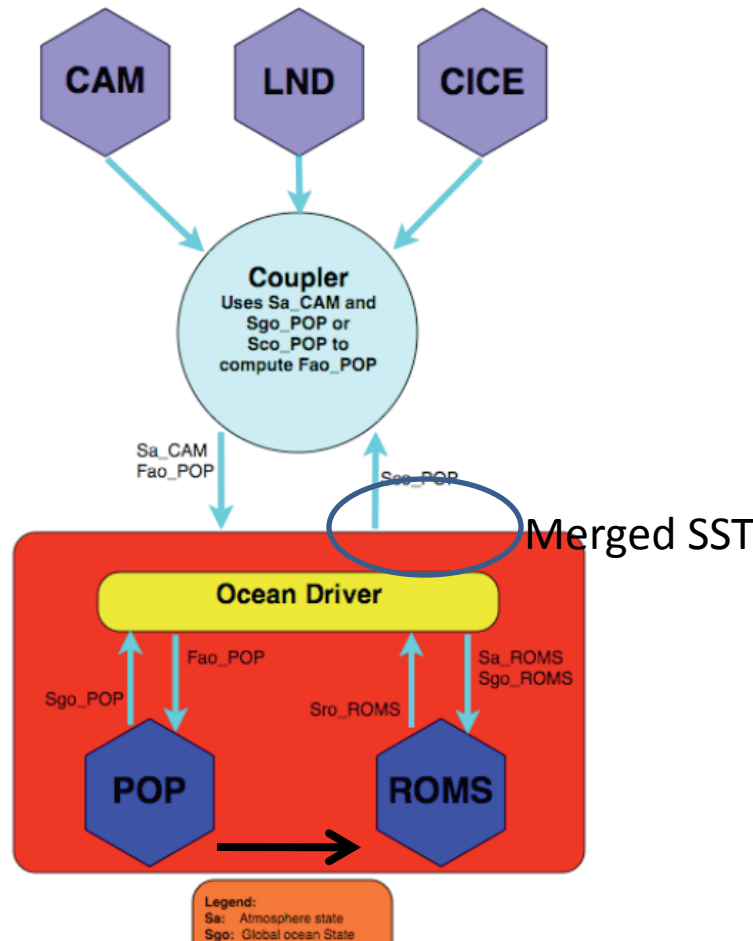 CAM
LND
CICE
Coupler
Uses Sa_CAM and
Sgo_POP or
Sco_POP to
compute Fao_POP
Sa_CAM
Fao_POP
Sco_POP
Merged SST
Ocean Driver
Fao_POP
Sa_ROMS
Sgo_ROMS
Sgo_POP
Sro_ROMS
POP
ROMS
Legend:
Sa: Atmosphere state
Sgo: Global ocean State